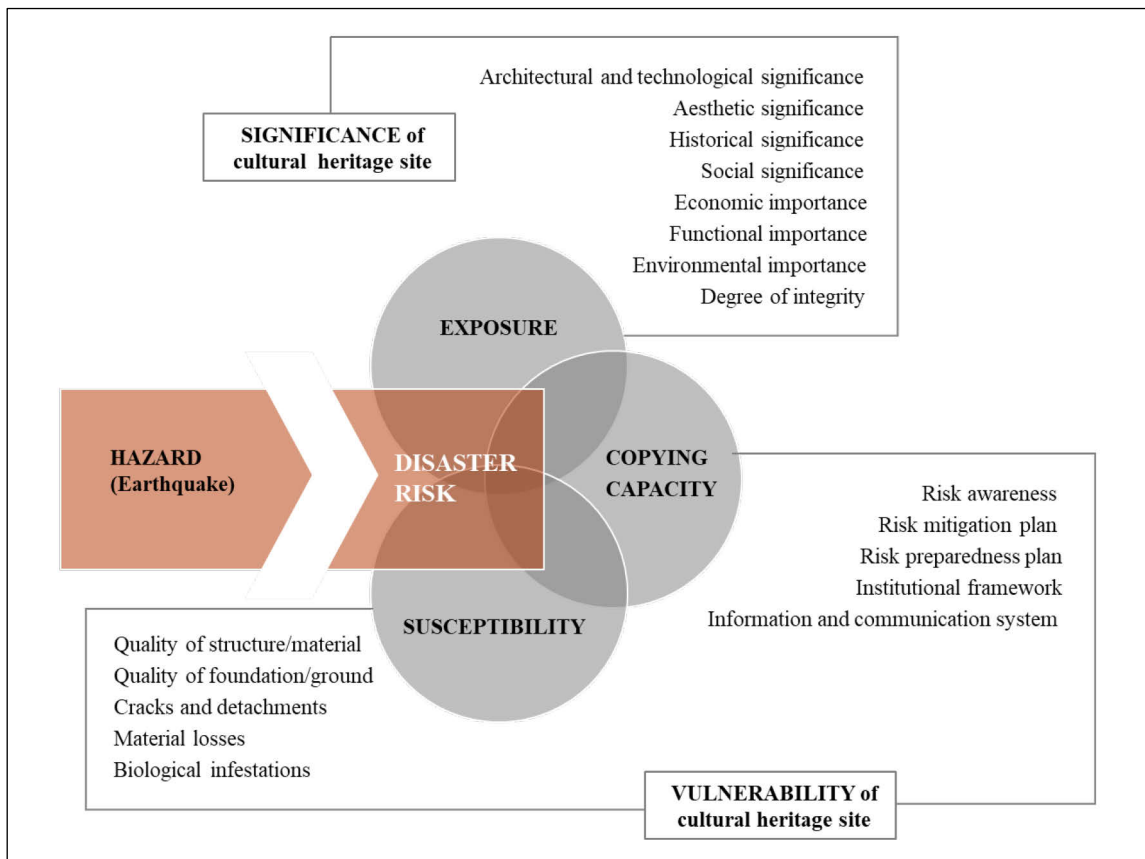 Architectural and technological significance
Aesthetic significance
Historical significance
Social significance
Economic importance
Functional importance
Environmental importance
Degree of integrity
SIGNIFICANCE of
cultural heritage site
EXPOSURE
HAZARD
(Earthquake)
DISASTER
RISK
COPYING
CAPACITY
Risk awareness
Risk mitigation plan
Risk preparedness plan
Institutional framework
Information and communication system
SUSCEPTIBILITY
Quality of structure/material
Quality of foundation/ground
Cracks and detachments
Material losses
Biological infestations
VULNERABILITY of
cultural heritage site